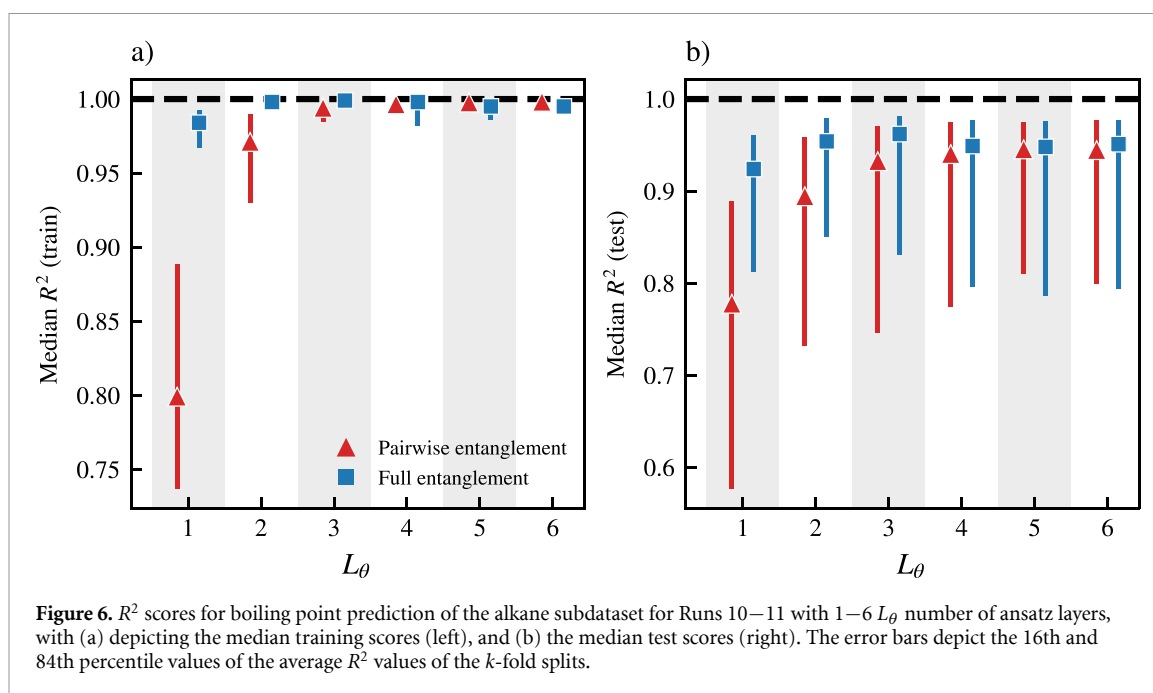 a)
1.00
0.95
0.90
0.85
0.80
0.75
Median R² (train)
Pairwise entanglement
Full entanglement
1 2 3 4 5 6
L_θ
b)
1.0
0.9
0.8
0.7
0.6
Median R² (test)
1 2 3 4 5 6
L_θ
Figure 6. R² scores for boiling point prediction of the alkane subdataset for Runs 10−11 with 1−6 L_θ number of ansatz layers,
with (a) depicting the median training scores (left), and (b) the median test scores (right). The error bars depict the 16th and
84th percentile values of the average R² values of the k-fold splits.